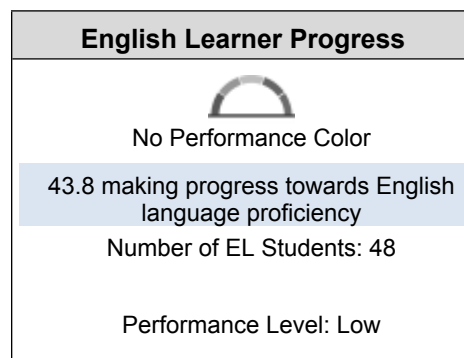 English Learner Progress
No Performance Color
43.8 making progress towards English
language proficiency
Number of EL Students: 48
Performance Level: Low